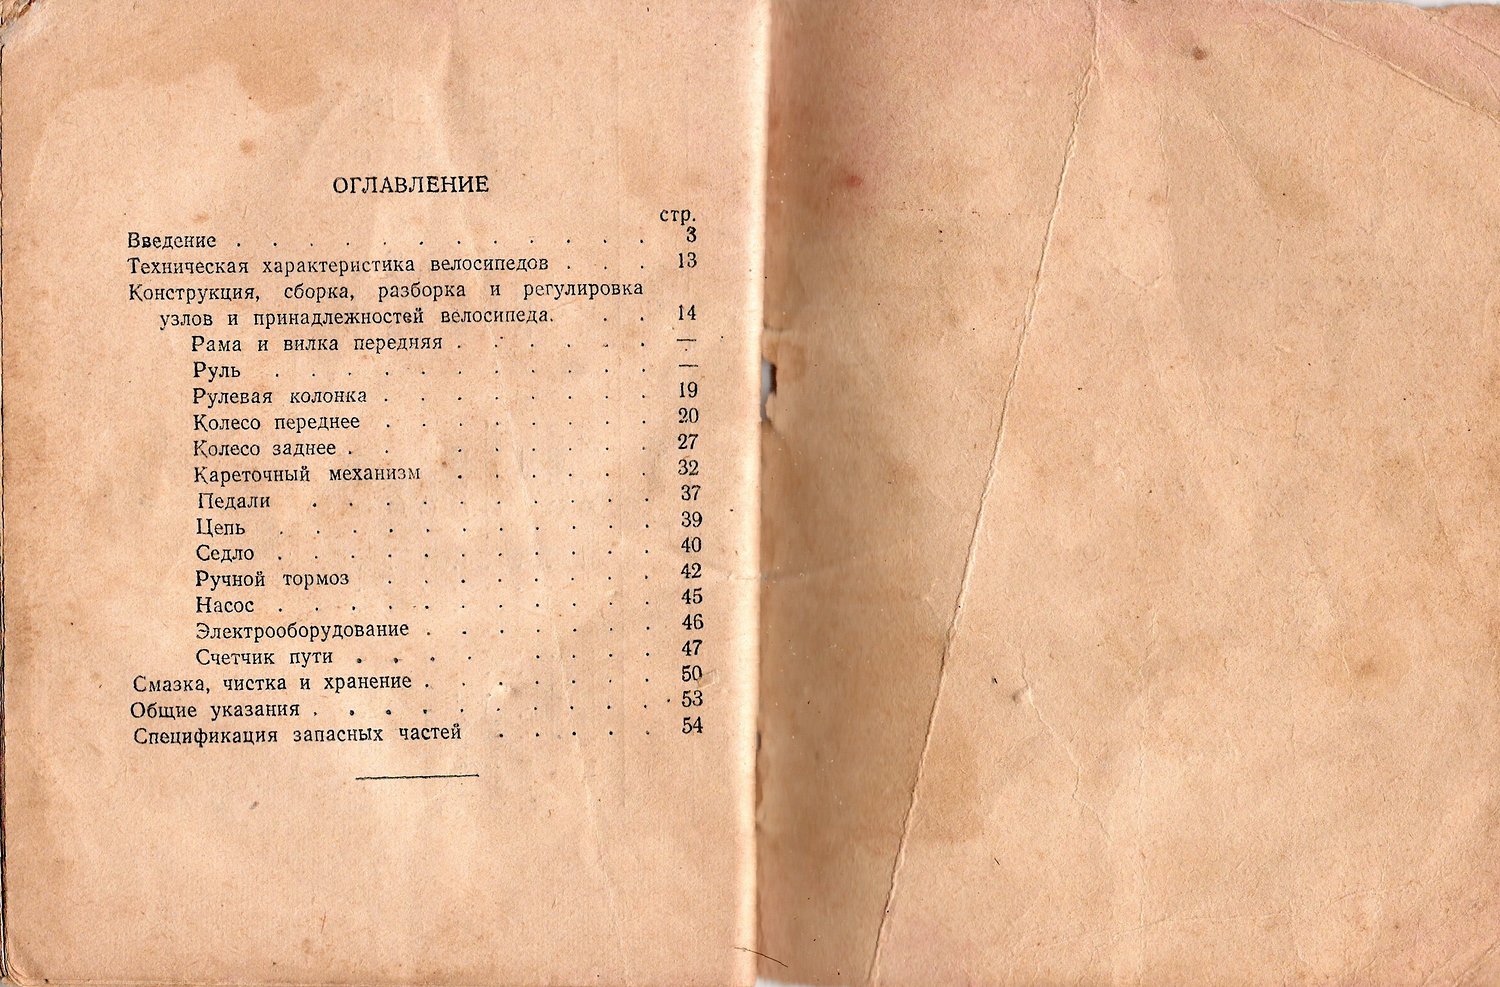 ОГЛАВЛЕНИЕ
стр.
Введение . . . . . . . . . . . . 3
Техническая характеристика велосипедов . . . 13
Конструкция, сборка, разборка и регулировка
узлов и принадлежностей велосипеда. . . 14
Рама и вилка передняя . . . . . . —
Руль . . . . . . . . . . . —
Рулевая колонка . . . . . . . . 19
Колесо переднее . . . . . . . . 20
Колесо заднее . . . . . . . . 27
Кареточный механизм . . . . . . 32
Педали . . . . . . . . . . 37
Цепь . . . . . . . . . . . 39
Седло . . . . . . . . . . . 40
Ручной тормоз . . . . . . . . 42
Насос . . . . . . . . . . . 45
Электрооборудование . . . . . . . 46
Счетчик пути . . . . . . . . 47
Смазка, чистка и хранение . . . . . . . 50
Общие указания . . . . . . . . . . 53
Спецификация запасных частей . . . . . 54